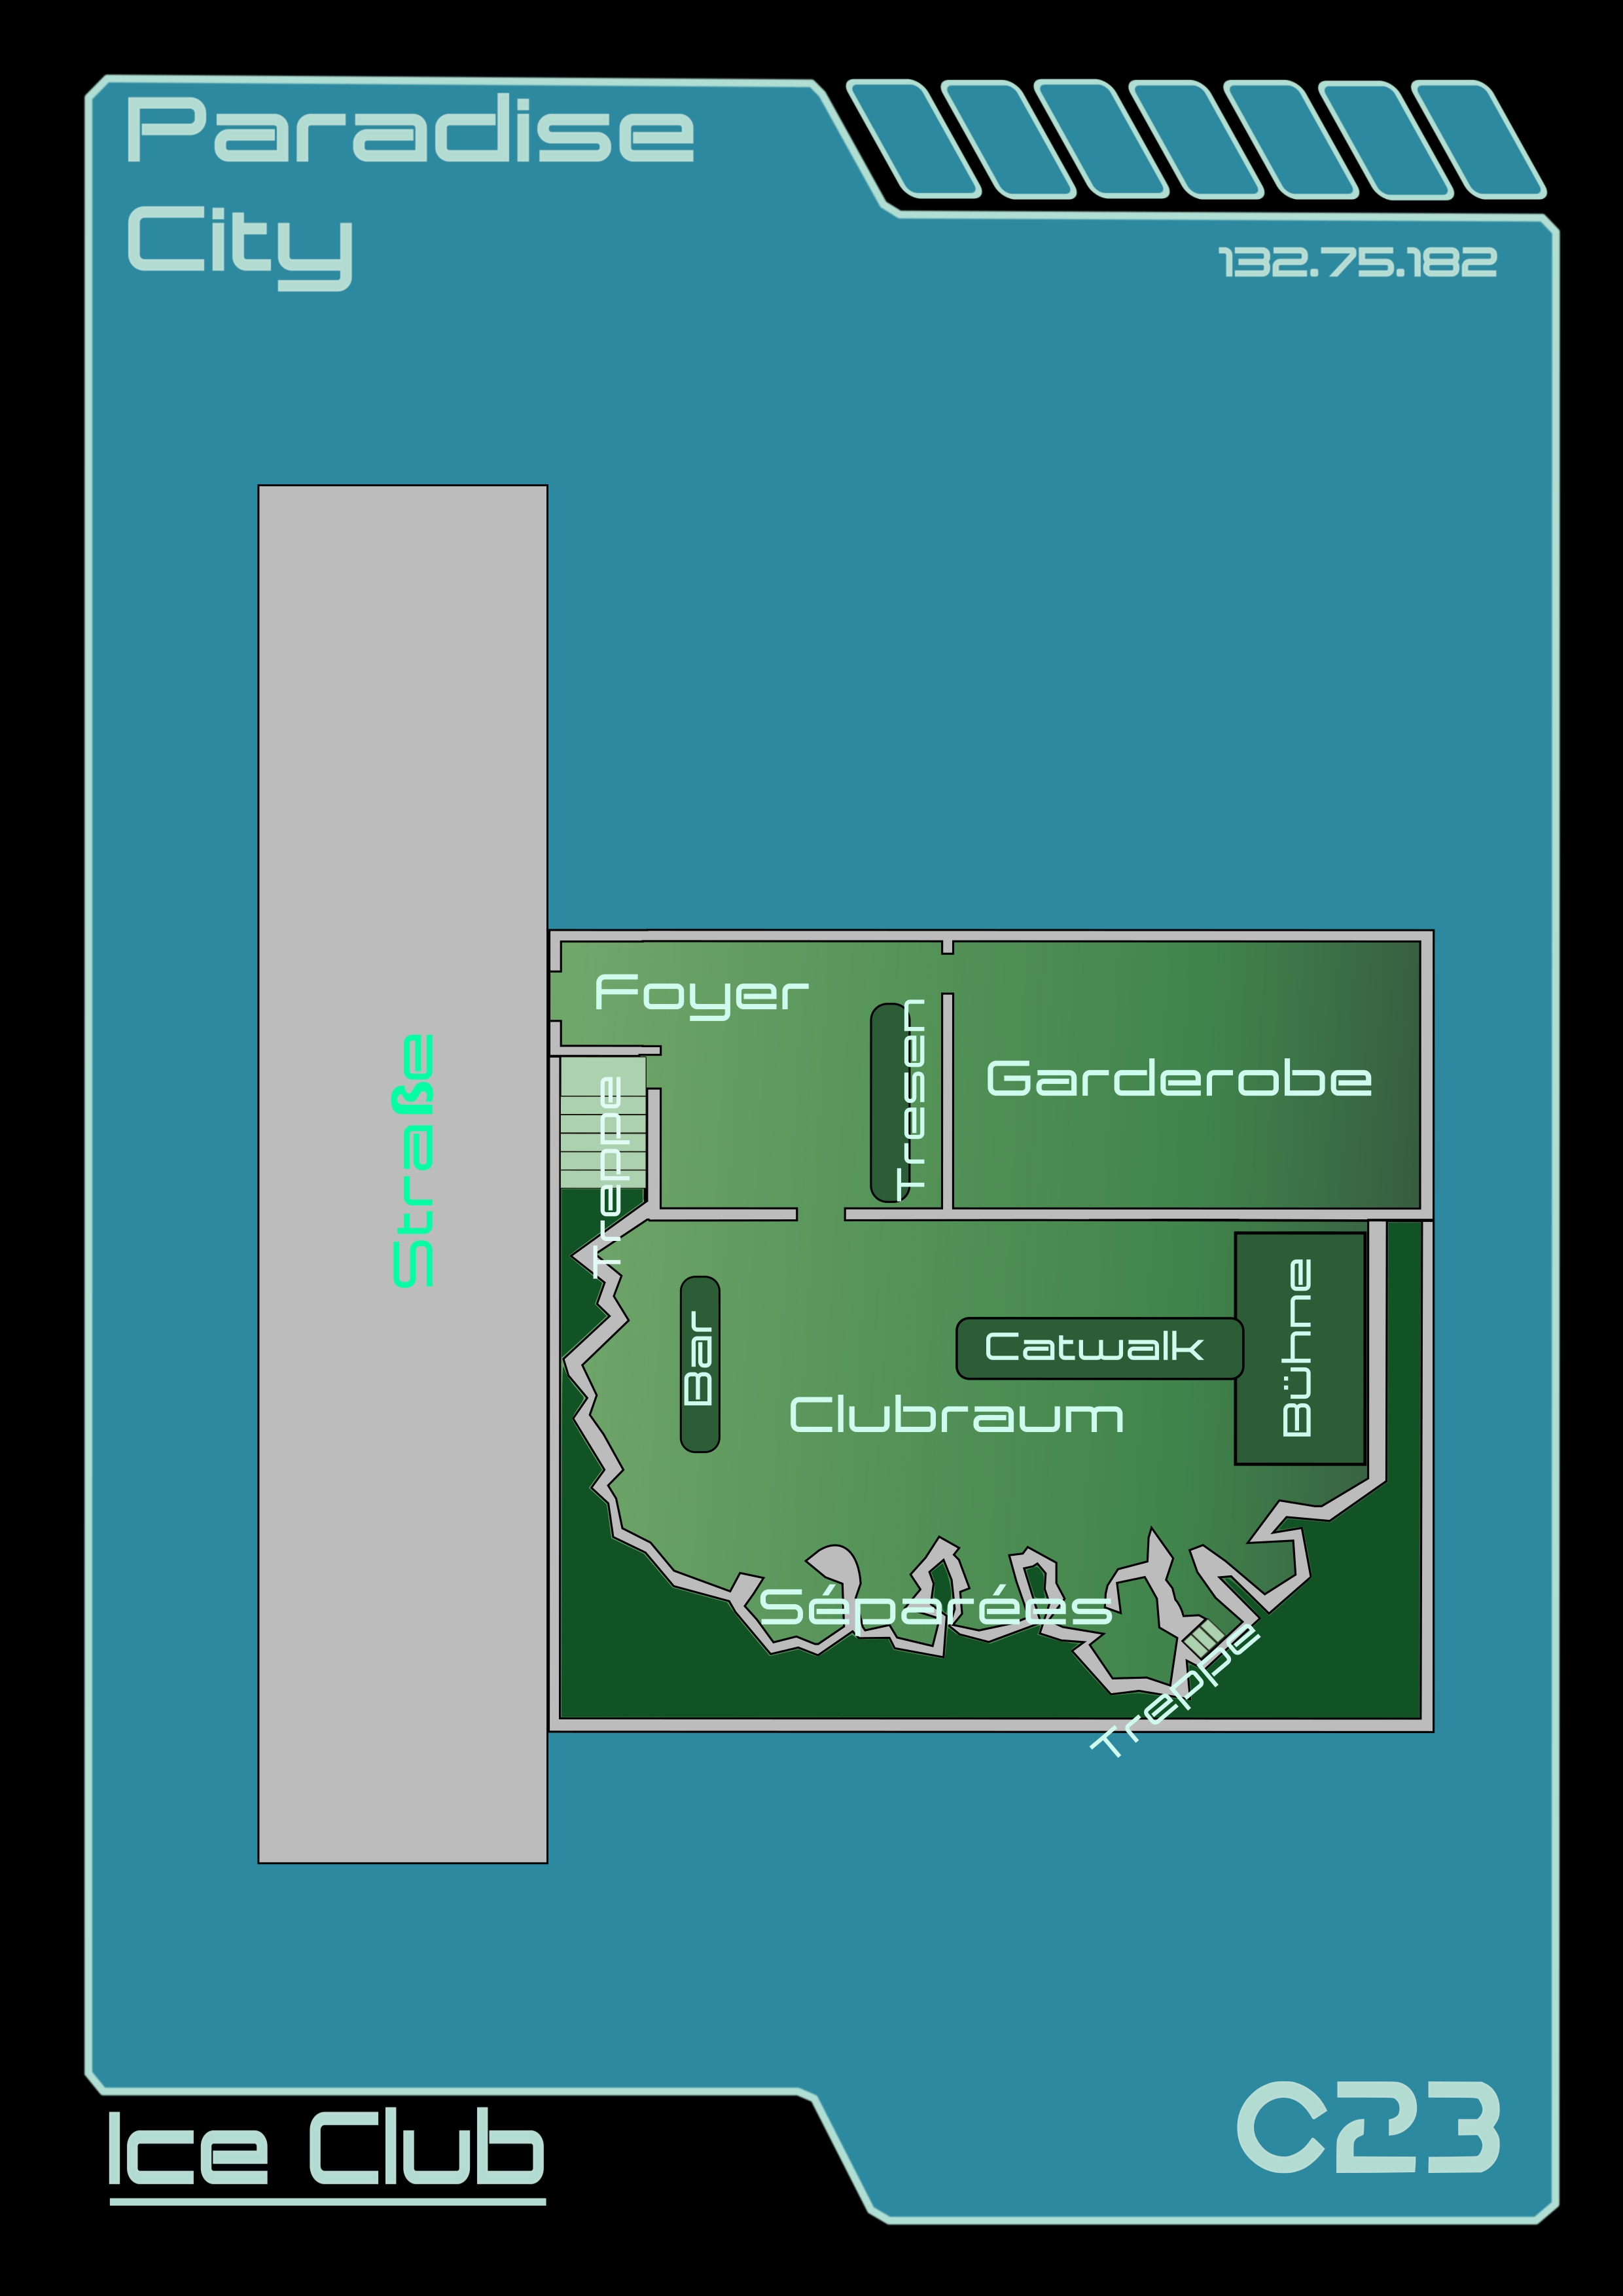 Paradise
City
132.75.182
Foyer
Tresen
Garderobe
Straße
Treppe
Bar
Catwalk
Bühne
Clubraum
Séparées
Treppe
Ice Club
C23